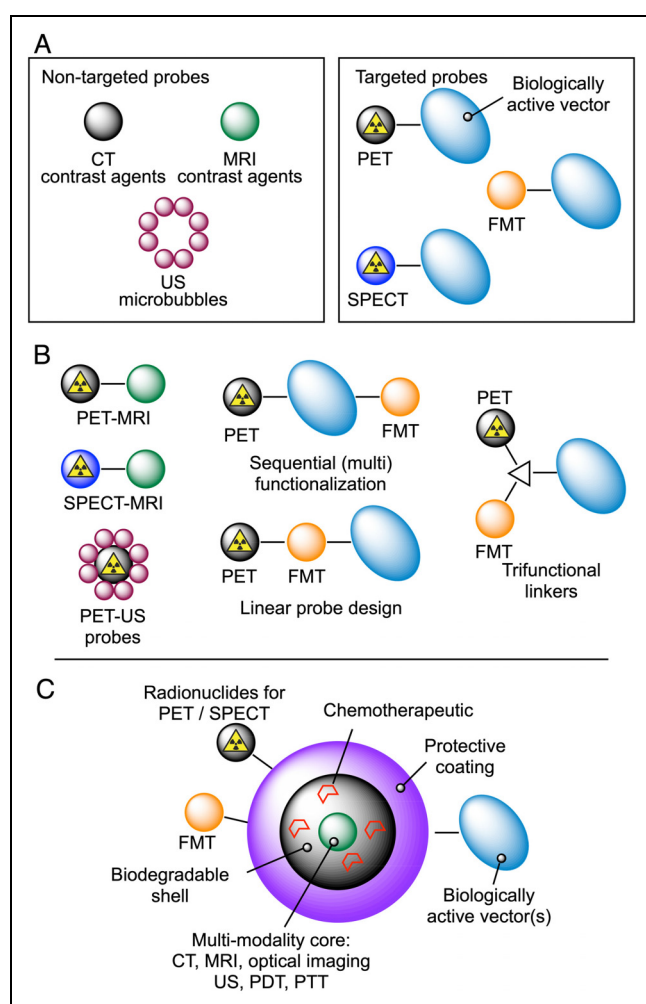 A
Non-targeted probes
CT
contrast agents
MRI
contrast agents
US
microbubbles
Targeted probes
Biologically
active vector
PET
FMT
SPECT
B
PET-MRI
SPECT-MRI
PET-US
probes
PET
FMT
Sequential (multi)
functionalization
PET
FMT
Linear probe design
PET
FMT
Trifunctional
linkers
C
Radionuclides for
PET / SPECT
Chemotherapeutic
Protective
coating
FMT
Biodegradable
shell
Biologically
active vector(s)
Multi-modality core:
CT, MRI, optical imaging
US, PDT, PTT